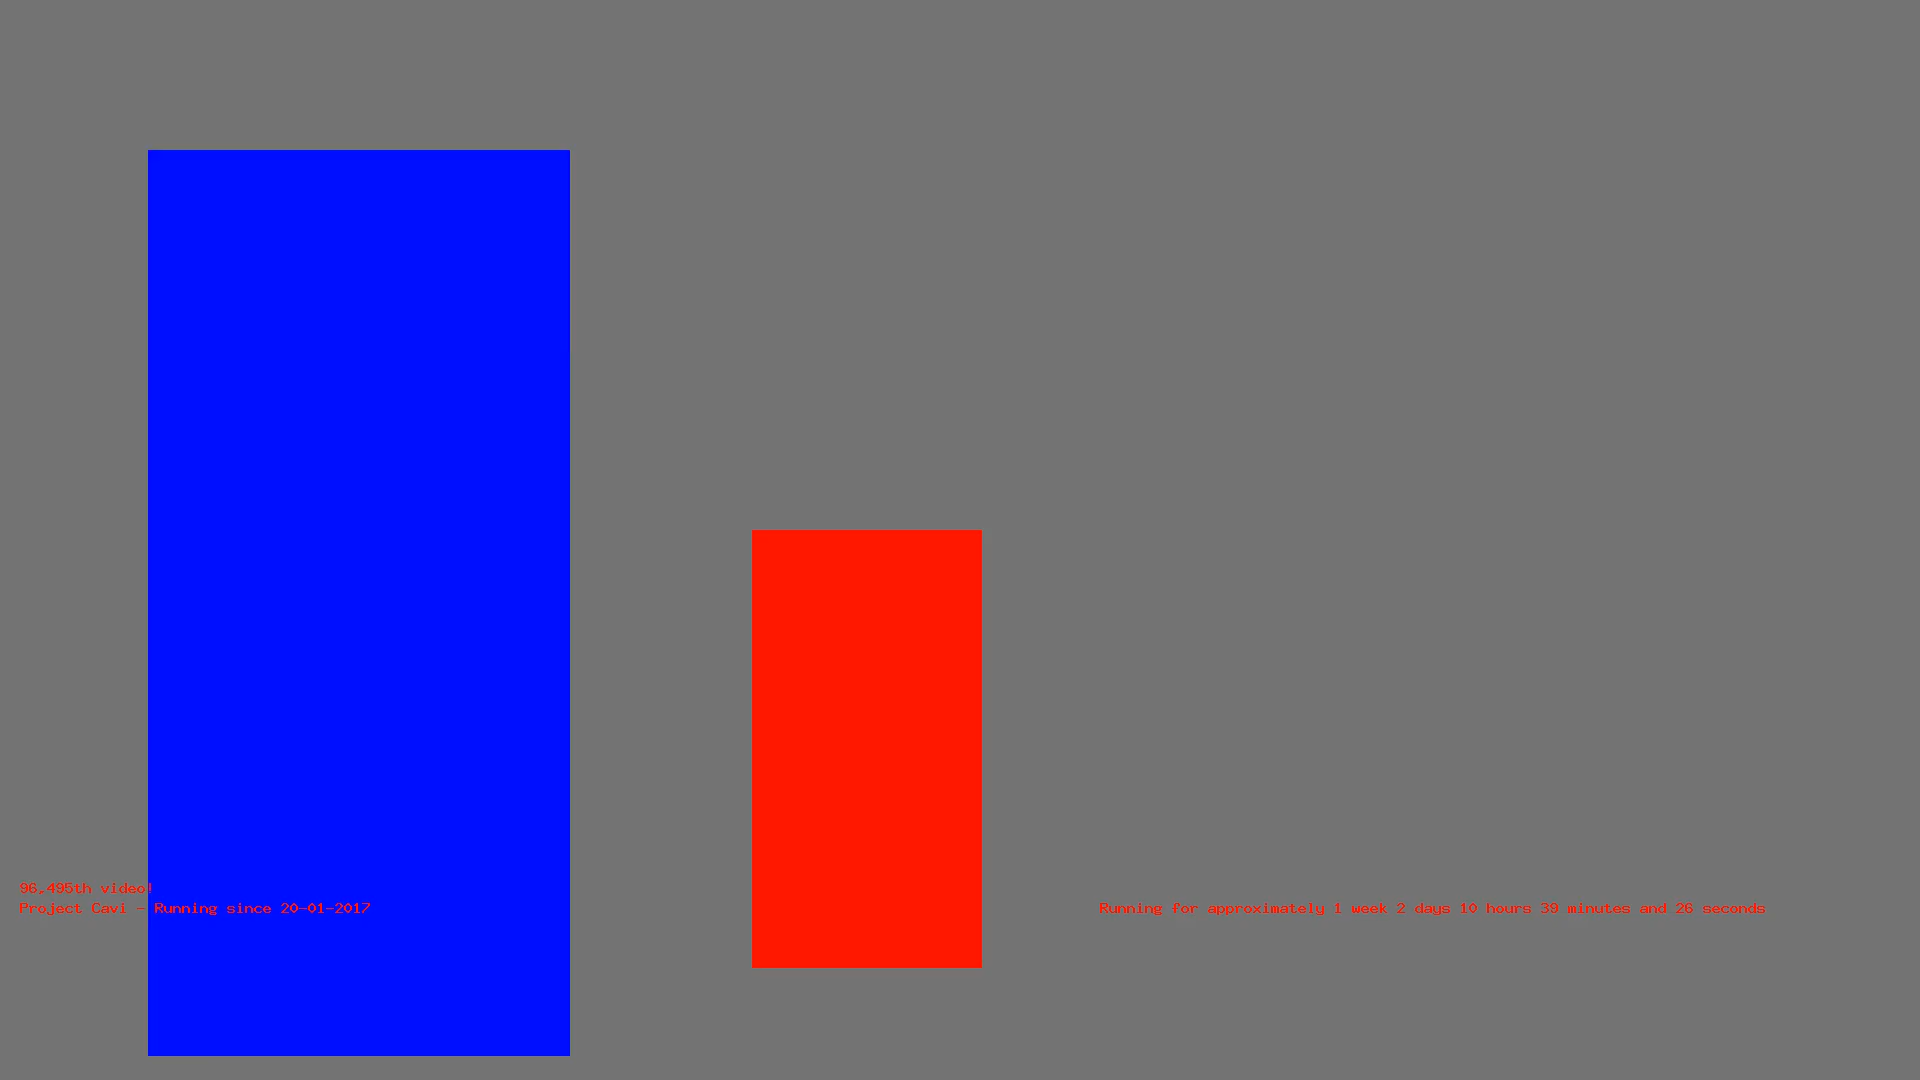 96,495th video!
Project Cavi - Running since 20-01-2017
Running for approximately 1 week 2 days 10 hours 39 minutes and 26 seconds